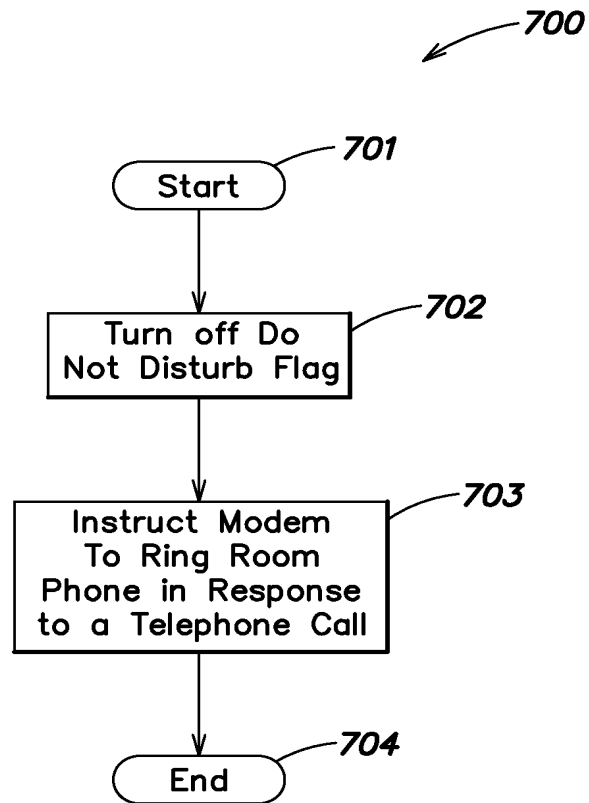 700
701
Start
702
Turn off Do
Not Disturb Flag
703
Instruct Modem
To Ring Room
Phone in Response
to a Telephone Call
704
End